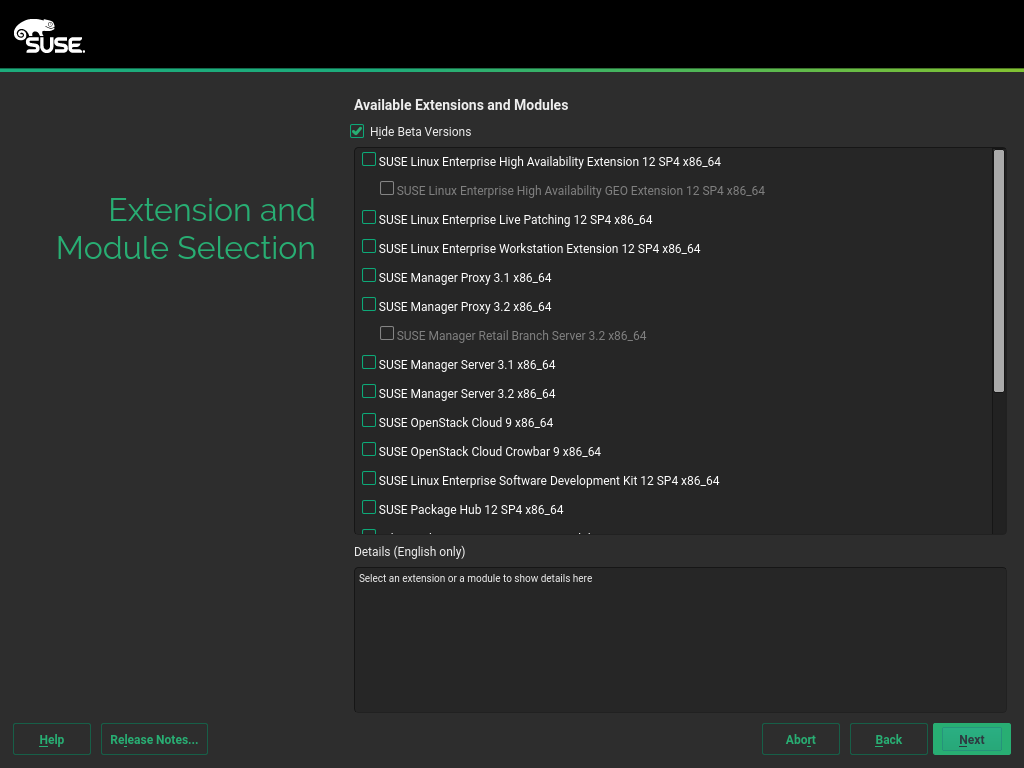 SUSE.
Available Extensions and Modules
Hide Beta Versions
Extension and
Module Selection
SUSE Linux Enterprise High Availability Extension 12 SP4 x86_64
SUSE Linux Enterprise High Availability GEO Extension 12 SP4 x86_64
SUSE Linux Enterprise Live Patching 12 SP4 x86_64
SUSE Linux Enterprise Workstation Extension 12 SP4 x86_64
SUSE Manager Proxy 3.1 x86_64
SUSE Manager Proxy 3.2 x86_64
SUSE Manager Retail Branch Server 3.2 x86_64
SUSE Manager Server 3.1 x86_64
SUSE Manager Server 3.2 x86_64
SUSE OpenStack Cloud 9 x86_64
SUSE OpenStack Cloud Crowbar 9 x86_64
SUSE Linux Enterprise Software Development Kit 12 SP4 x86_64
SUSE Package Hub 12 SP4 x86_64
Details (English only)
Select an extension or a module to show details here
Help
Release Notes...
Abort
Back
Next